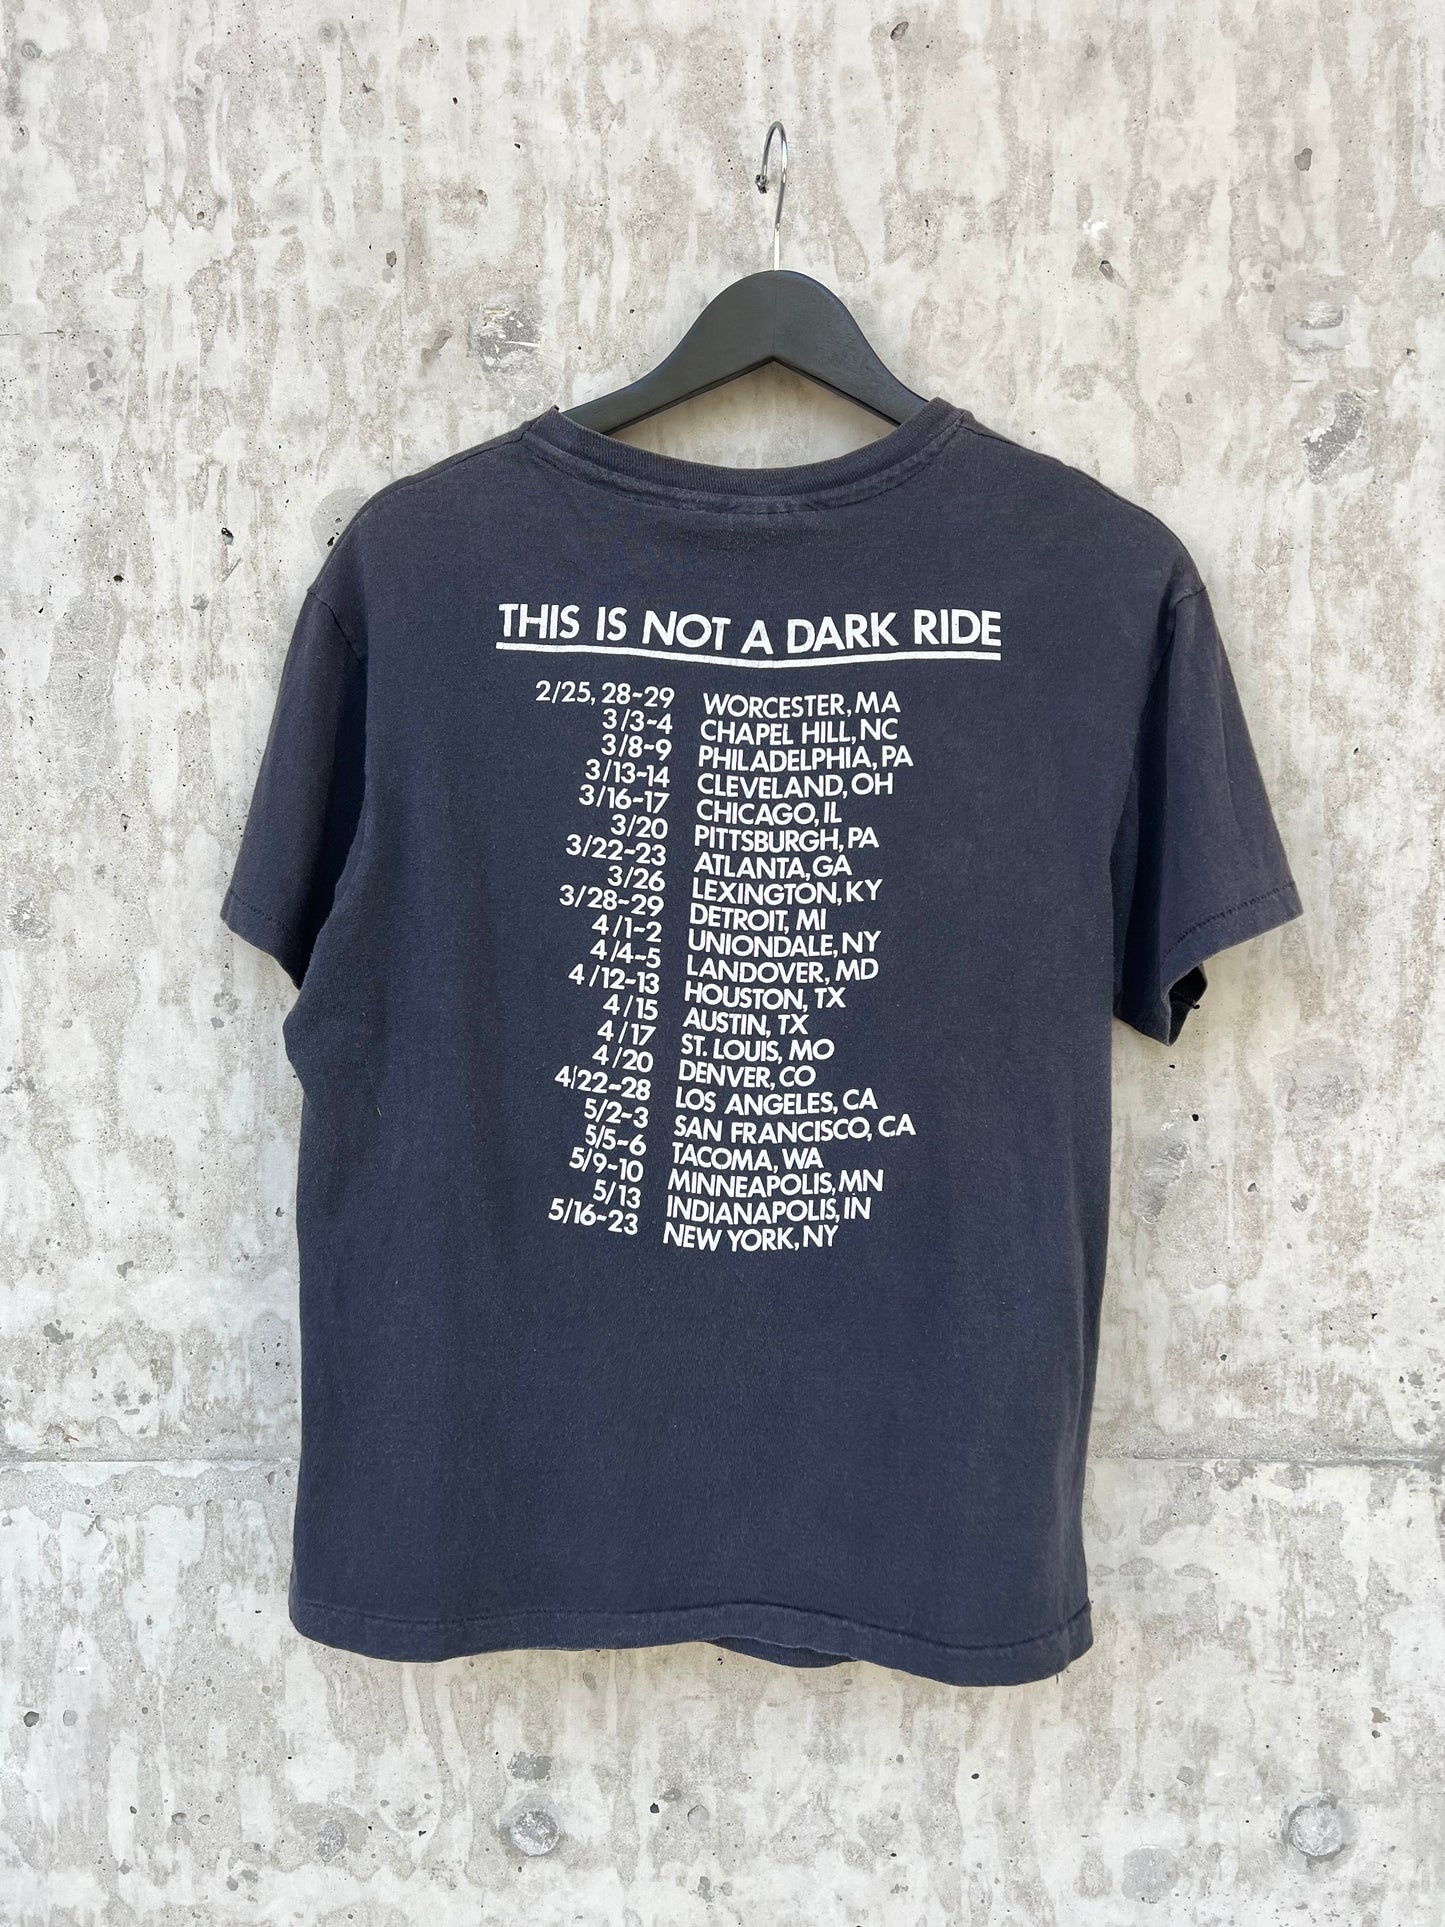 THIS IS NOT A DARK RIDE
2/25, 28-29 WORCESTER, MA
3/3-4 CHAPEL HILL, NC
3/8-9 PHILADELPHIA, PA
3/13-14 CLEVELAND, OH
3/16-17 CHICAGO, IL
3/20 PITTSBURGH, PA
3/22-23 ATLANTA, GA
3/26 LEXINGTON, KY
3/28-29 DETROIT, MI
4/1-2 UNIONDALE, NY
4/4-5 LANDOVER, MD
4/12-13 HOUSTON, TX
4/15 AUSTIN, TX
4/17 ST. LOUIS, MO
4/20 DENVER, CO
4/22-28 LOS ANGELES, CA
5/2-3 SAN FRANCISCO, CA
5/5-6 TACOMA, WA
5/9-10 MINNEAPOLIS, MN
5/13 INDIANAPOLIS, IN
5/16-23 NEW YORK, NY